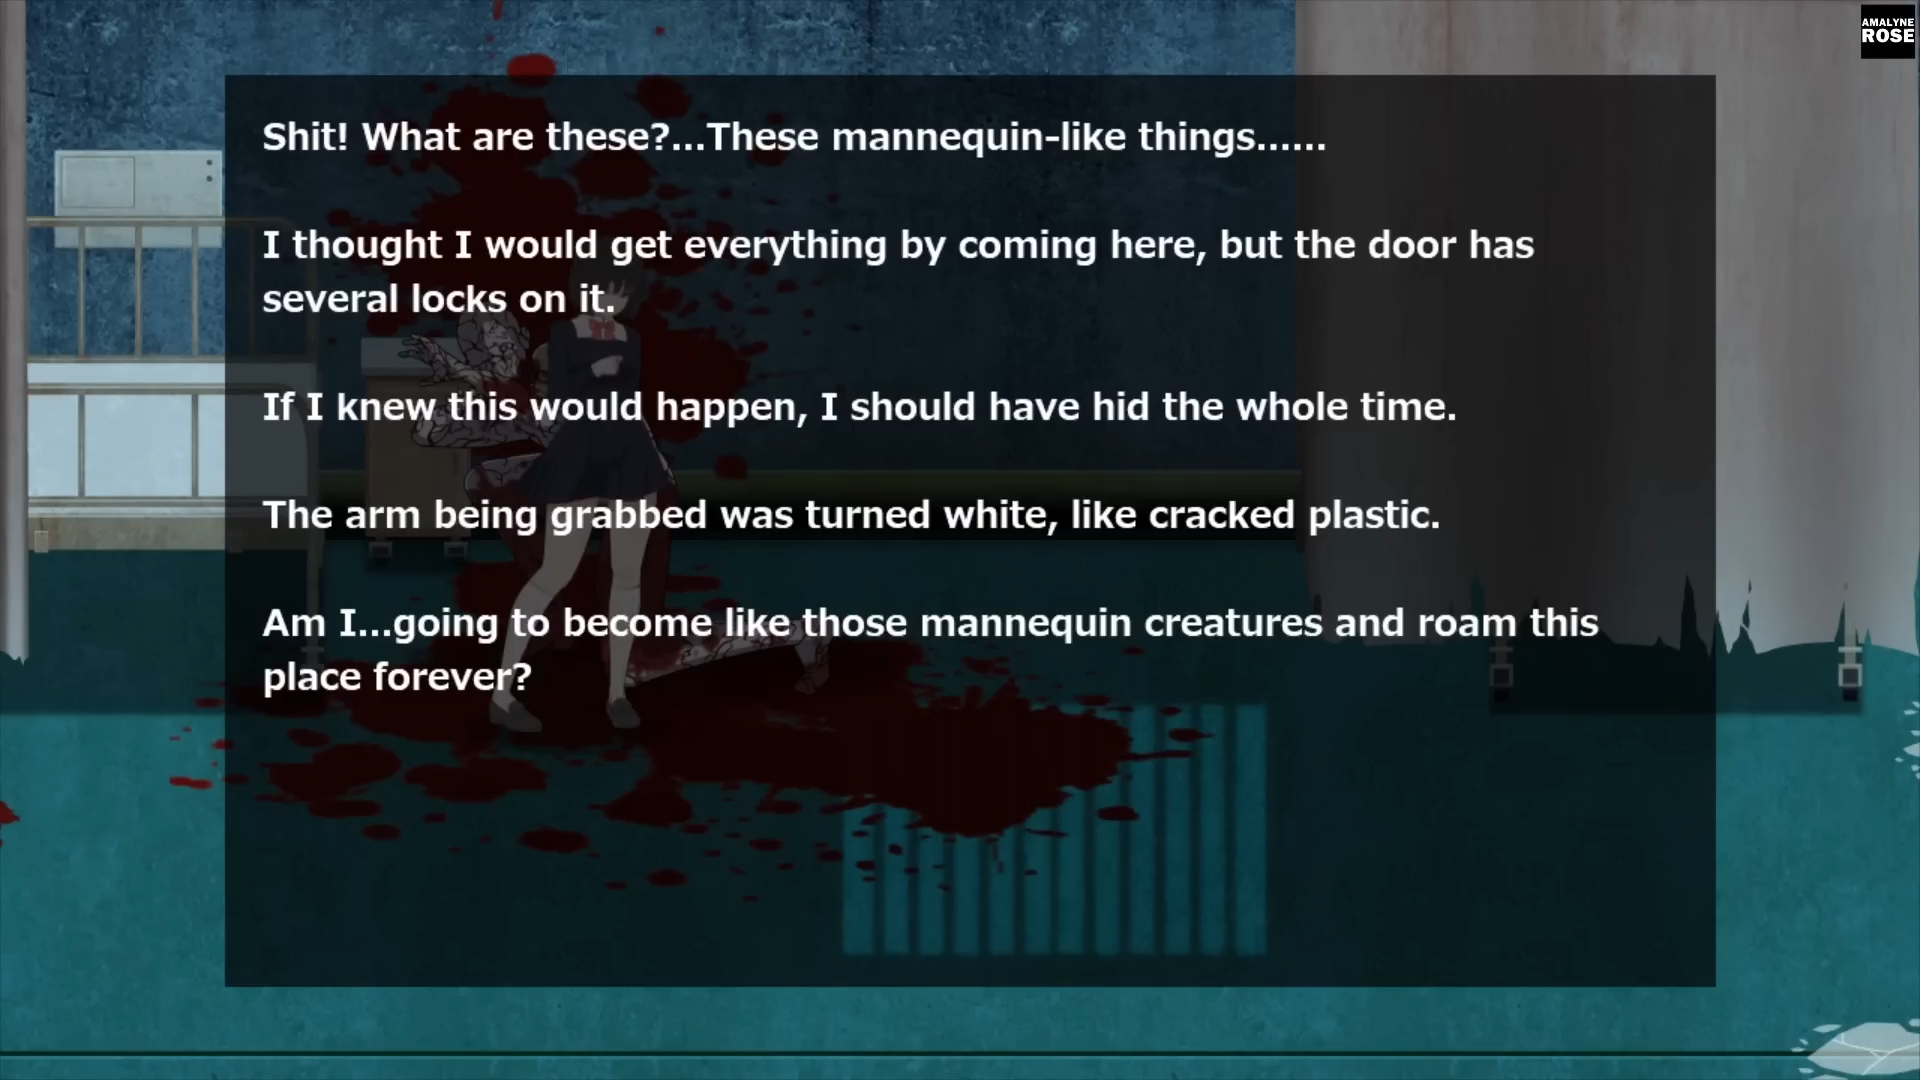 AMALYNE
ROSE
Shit! What are these?...These mannequin-like things......
I thought I would get everything by coming here, but the door has
several locks on it.
If I knew this would happen, I should have hid the whole time.
The arm being grabbed was turned white, like cracked plastic.
Am I...going to become like those mannequin creatures and roam this
place forever?